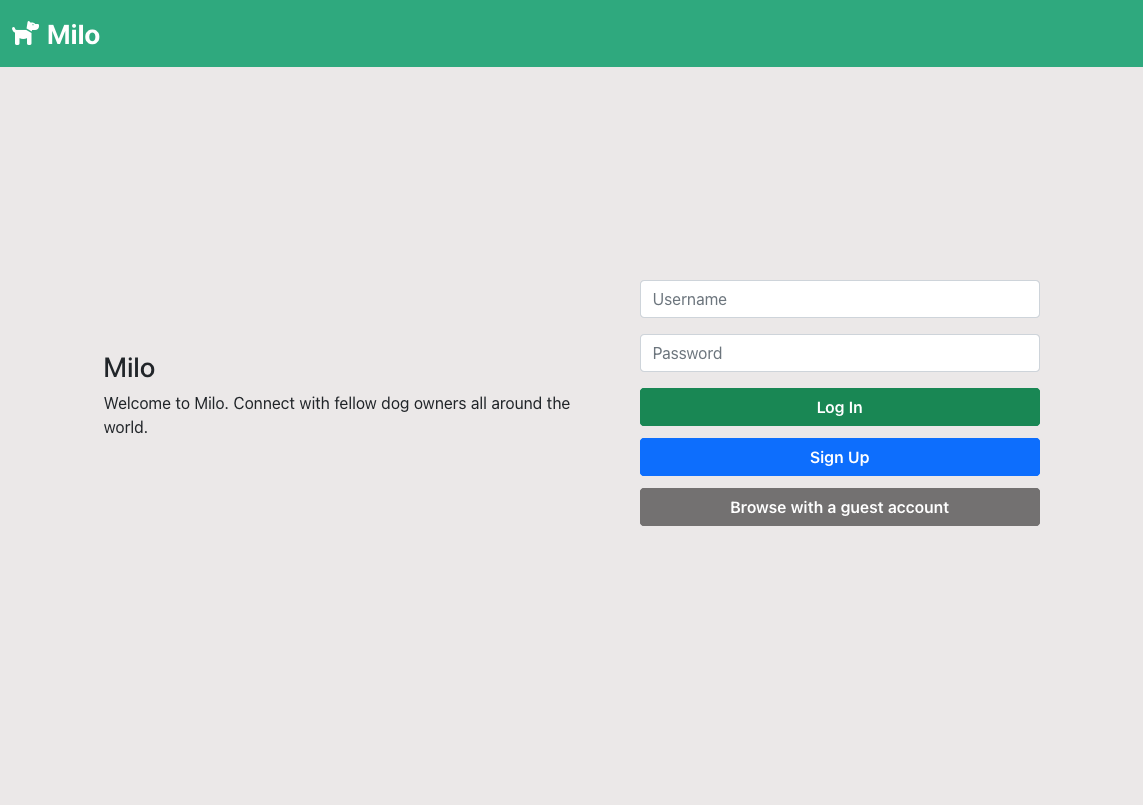 Milo
Milo
Welcome to Milo. Connect with fellow dog owners all around the
world.
Username
Password
Log In
Sign Up
Browse with a guest account